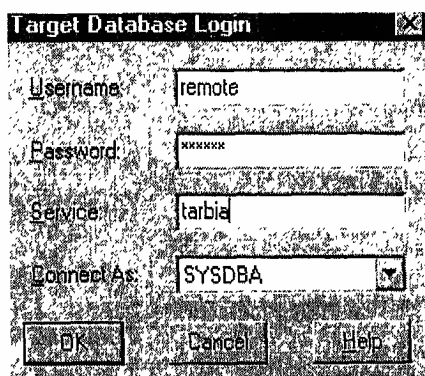 Target Database Login
Username: remote
Password: ******
Service: tarbia
Connect As: SYSDBA
OK Cancel Help